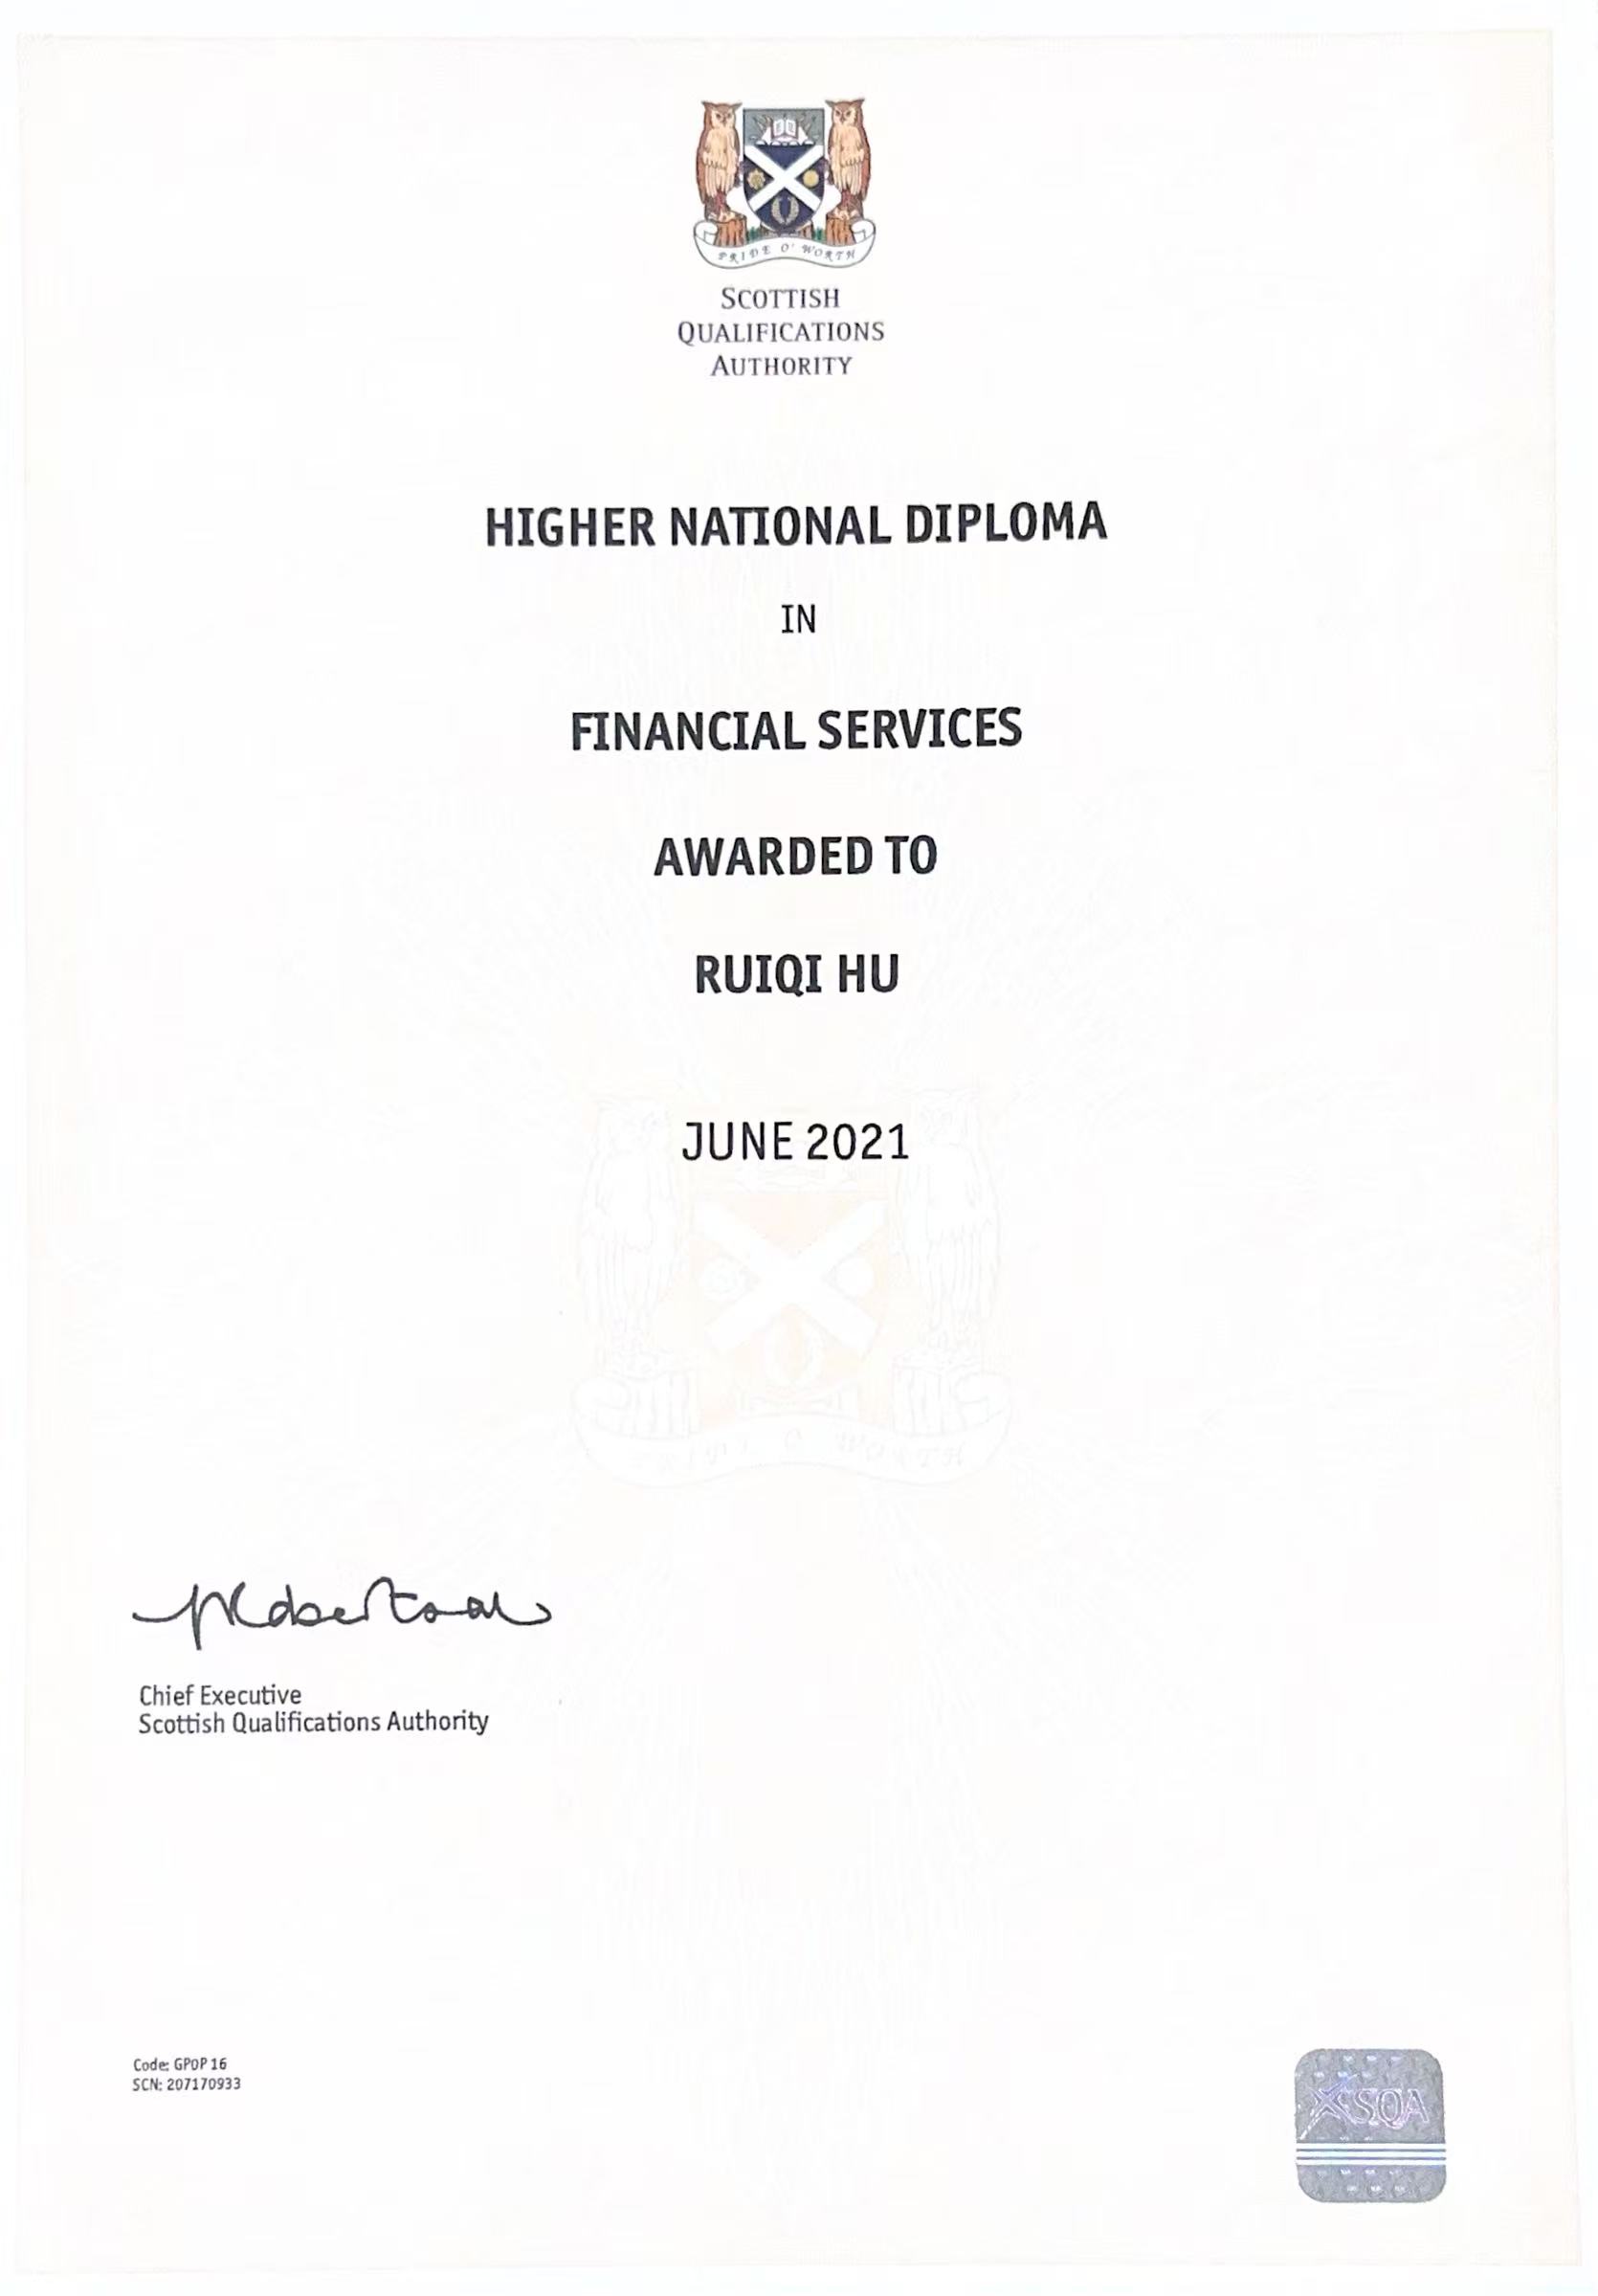 PRIDE O' WORTH
SCOTTISH
QUALIFICATIONS
AUTHORITY
HIGHER NATIONAL DIPLOMA
IN
FINANCIAL SERVICES
AWARDED TO
RUIQI HU
JUNE 2021
PRIDE O' WORTH
Chief Executive
Scottish Qualifications Authority
Code: GP0P 16
SCN: 207170933
SQA